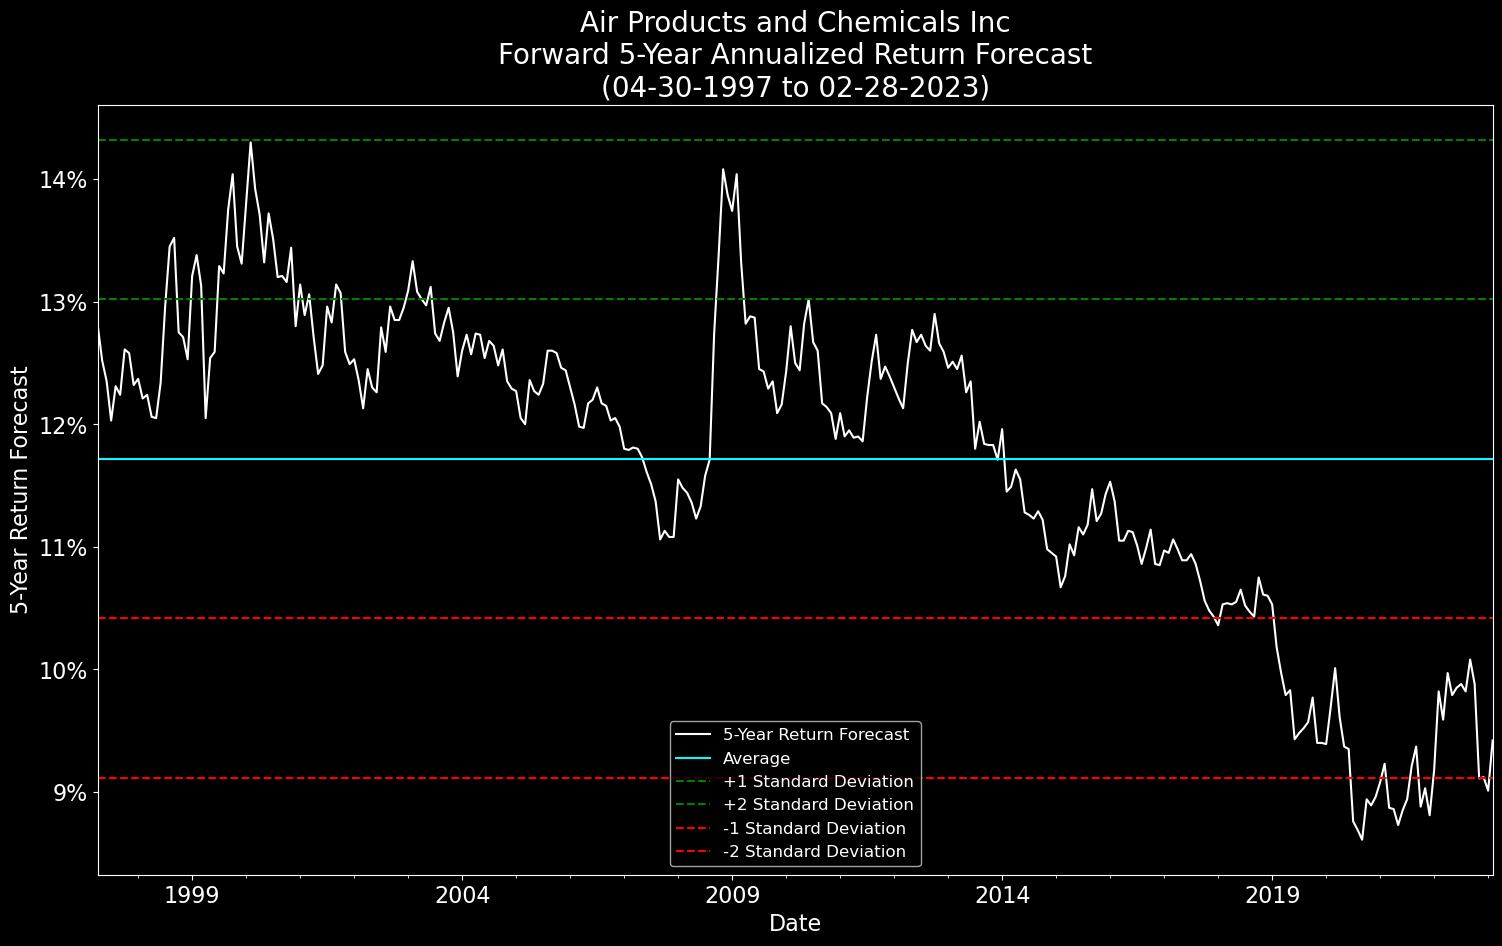 Air Products and Chemicals Inc
Forward 5-Year Annualized Return Forecast
(04-30-1997 to 02-28-2023)
5-Year Return Forecast
14%
13%
12%
11%
10%
9%
5-Year Return Forecast
Average
+1 Standard Deviation
+2 Standard Deviation
-1 Standard Deviation
-2 Standard Deviation
1999 2004 2009 2014 2019
Date